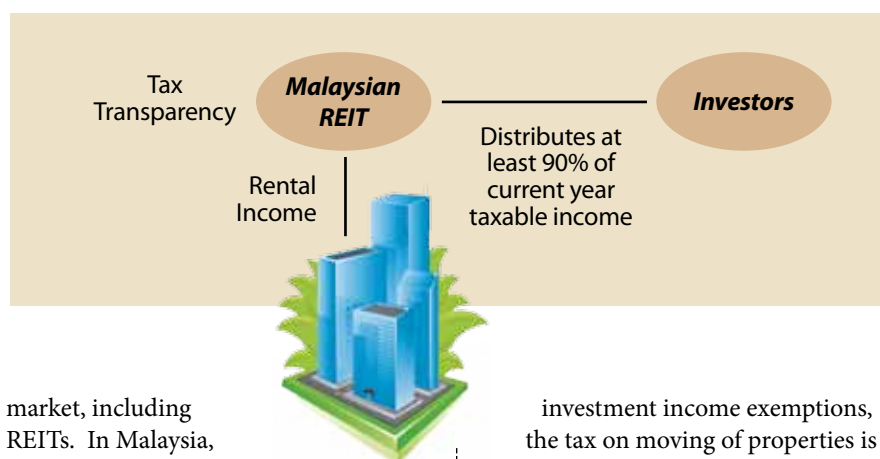 Tax
Transparency
Malaysian
REIT
Investors
Distributes at
least 90% of
current year
taxable income
Rental
Income
market, including
REITs. In Malaysia,
investment income exemptions,
the tax on moving of properties is